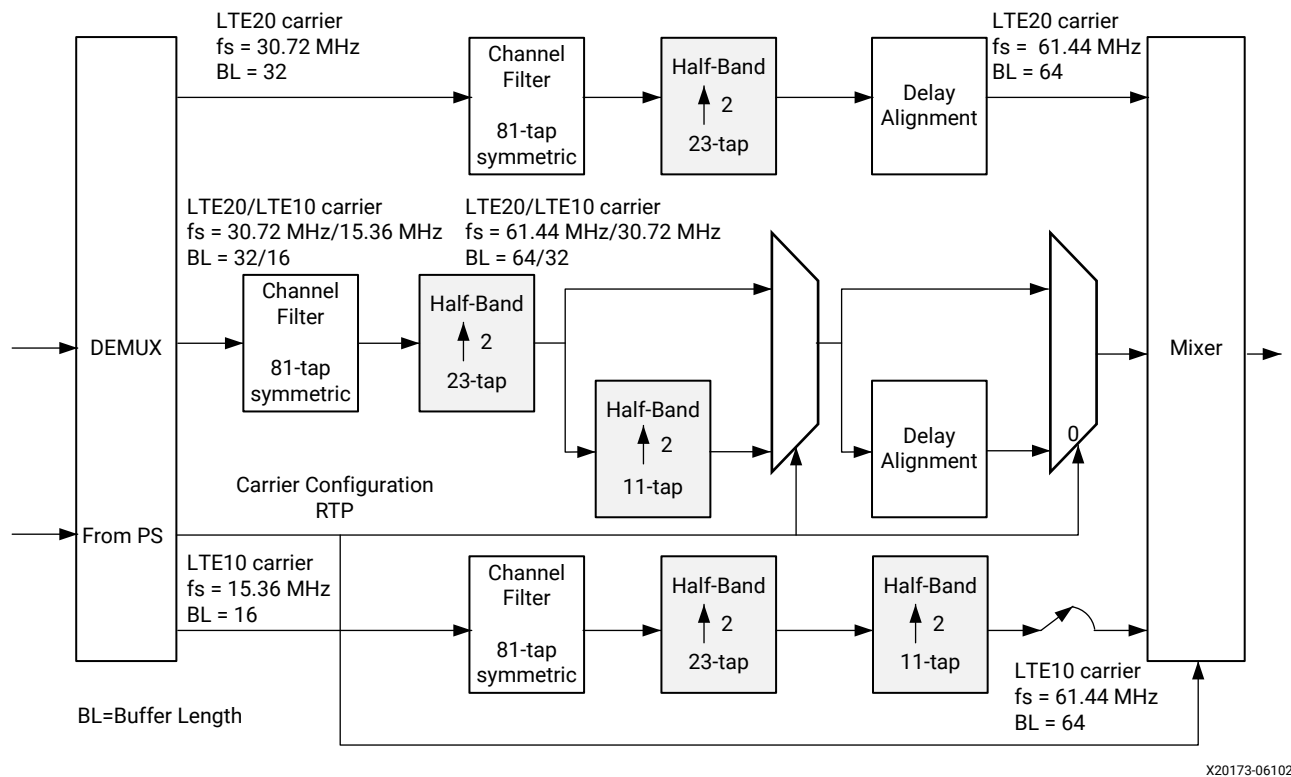 LTE20 carrier
fs = 30.72 MHz
BL = 32
Channel
Filter
81-tap
symmetric
Half-Band
2
23-tap
Delay
Alignment
LTE20 carrier
fs = 61.44 MHz
BL = 64
LTE20/LTE10 carrier
fs = 30.72 MHz/15.36 MHz
BL = 32/16
LTE20/LTE10 carrier
fs = 61.44 MHz/30.72 MHz
BL = 64/32
DEMUX
Channel
Filter
81-tap
symmetric
Half-Band
2
23-tap
Half-Band
2
11-tap
Delay
Alignment
0
Mixer
Carrier Configuration
RTP
From PS
LTE10 carrier
fs = 15.36 MHz
BL = 16
Channel
Filter
81-tap
symmetric
Half-Band
2
23-tap
Half-Band
2
11-tap
LTE10 carrier
fs = 61.44 MHz
BL = 64
BL=Buffer Length
X20173-06102